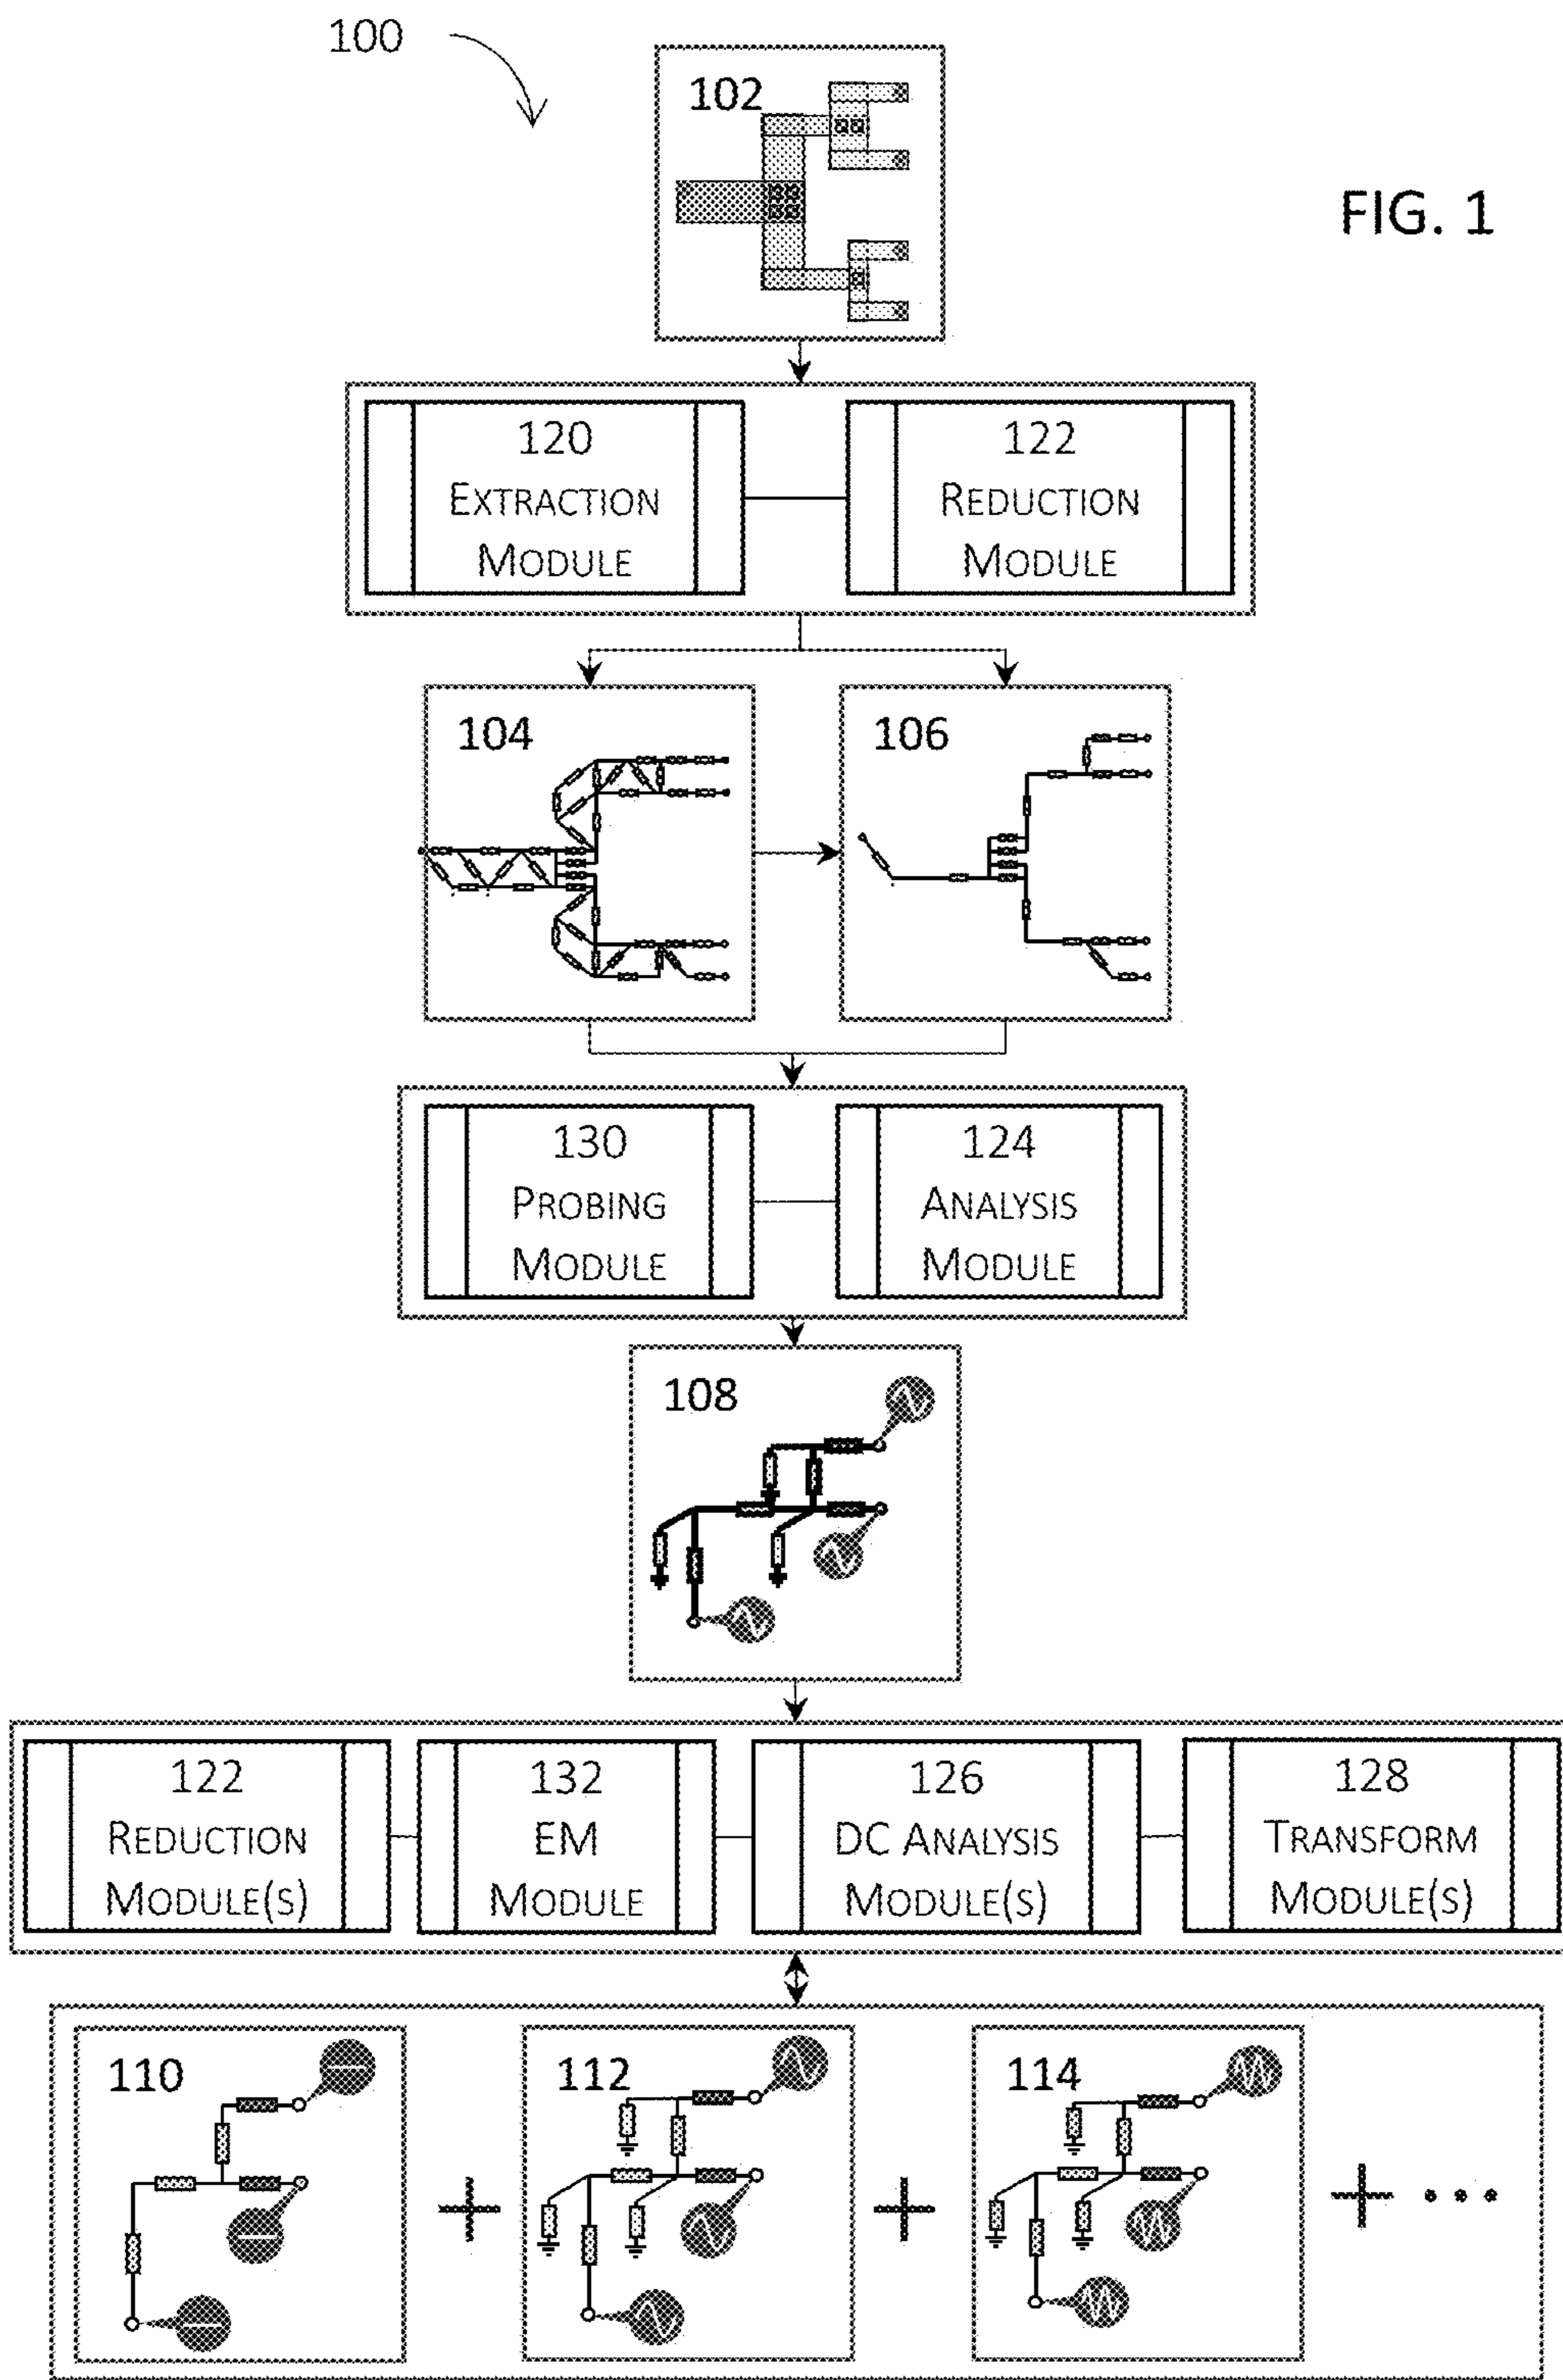 100
102
FIG. 1
120
EXTRACTION
MODULE
122
REDUCTION
MODULE
104
106
130
PROBING
MODULE
124
ANALYSIS
MODULE
108
122
REDUCTION
MODULE(S)
132
EM
MODULE
126
DC ANALYSIS
MODULE(S)
128
TRANSFORM
MODULE(S)
110
+
112
+
114
+ ...